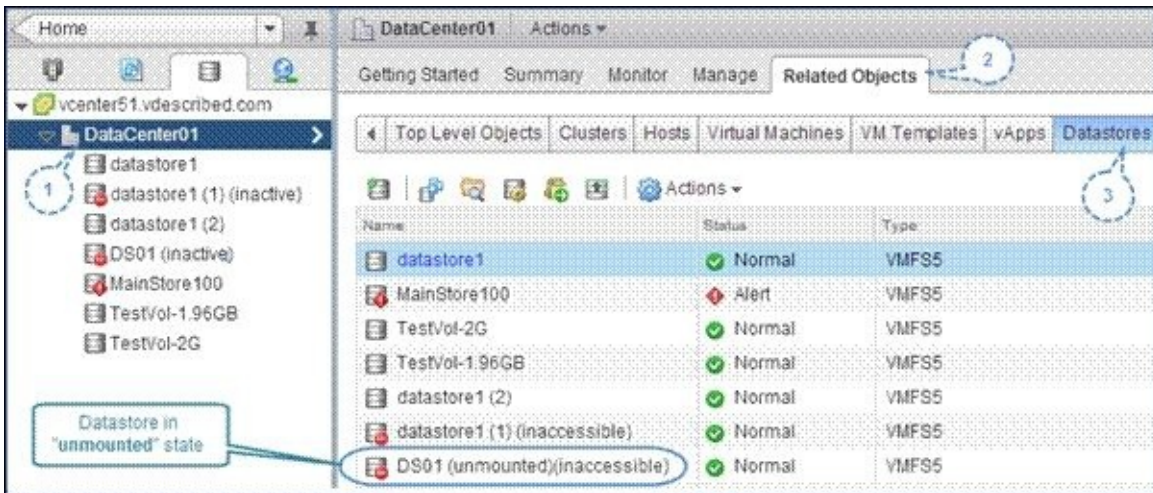 Home
vcenter51.vdescribed.com
DataCenter01
datastore1
datastore1 (1) (inactive)
datastore1 (2)
DS01 (inactive)
MainStore100
TestVol-1.96GB
TestVol-2G
1
Datastore in
"unmounted" state
DataCenter01 Actions
Getting Started Summary Monitor Manage Related Objects
2
Top Level Objects Clusters Hosts Virtual Machines VM Templates vApps Datastores
3
Actions
Name Status Type
datastore1 Normal VMFS5
MainStore100 Alert VMFS5
TestVol-2G Normal VMFS5
TestVol-1.96GB Normal VMFS5
datastore1 (2) Normal VMFS5
datastore1 (1) (inaccessible) Normal VMFS5
DS01 (unmounted)(inaccessible) Normal VMFS5